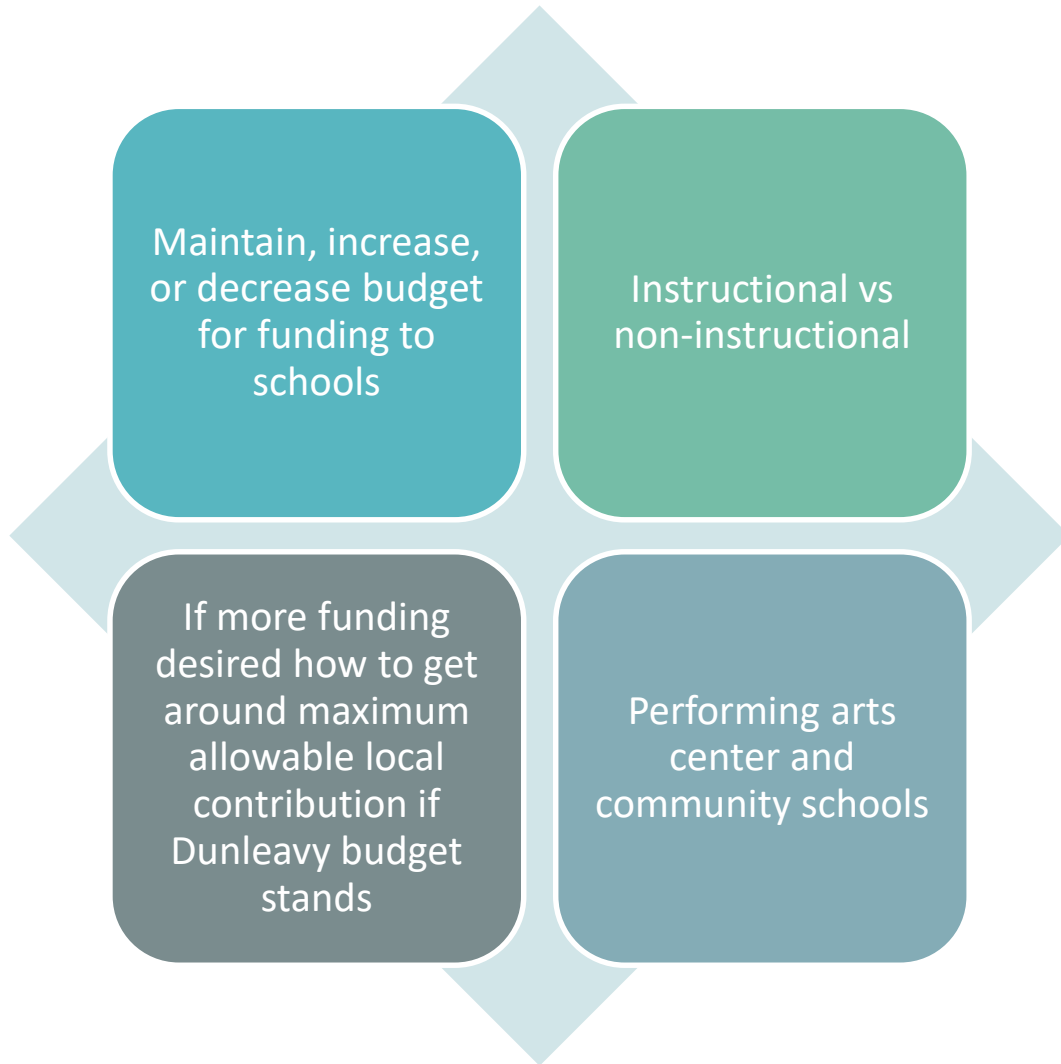 Maintain, increase,
or decrease budget
for funding to
schools
Instructional vs
non-instructional
If more funding
desired how to get
around maximum
allowable local
contribution if
Dunleavy budget
stands
Performing arts
center and
community schools